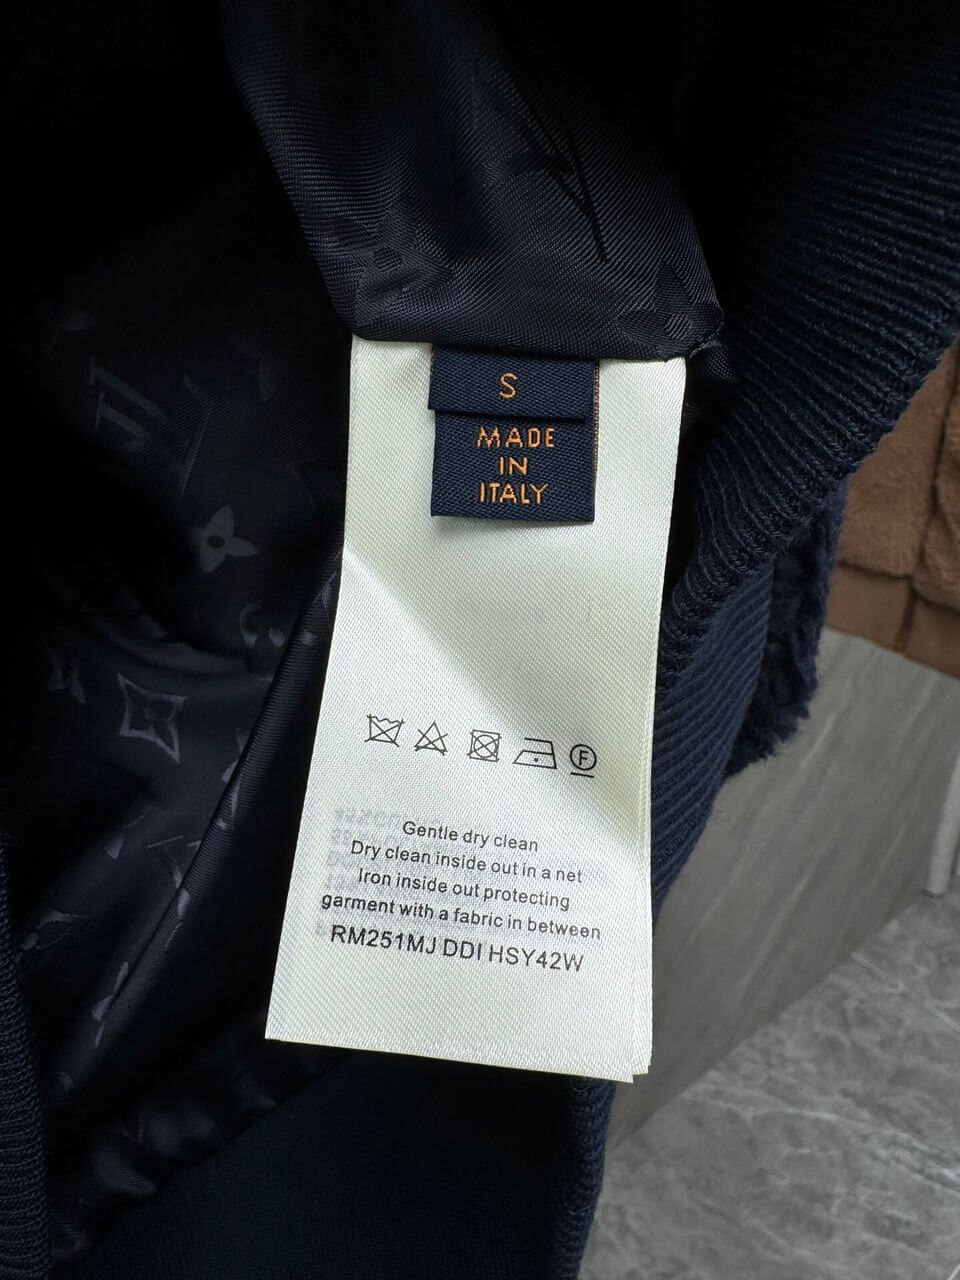 S
MADE
IN
ITALY
F
Gentle dry clean
Dry clean inside out in a net
Iron inside out protecting
garment with a fabric in between
RM251MJ DDI HSY42W